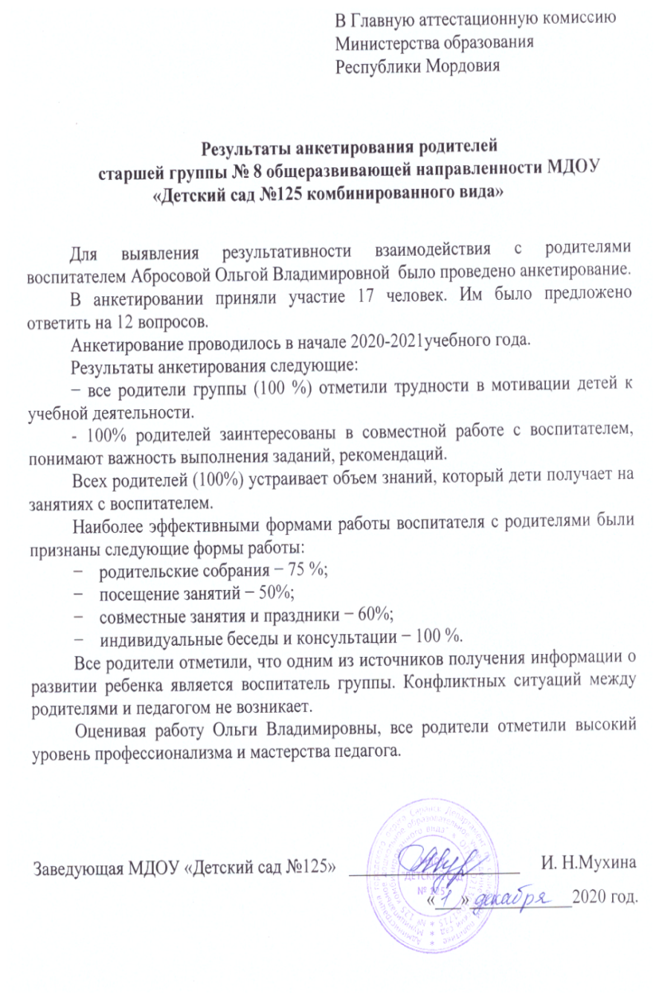 В Главную аттестационную комиссию
Министерства образования
Республики Мордовия
Результаты анкетирования родителей
старшей группы № 8 общеразвивающей направленности МДОУ
«Детский сад №125 комбинированного вида»
Для выявления результативности взаимодействия с родителями
воспитателем Абросовой Ольгой Владимировной было проведено анкетирование.
В анкетировании приняли участие 17 человек. Им было предложено
ответить на 12 вопросов.
Анкетирование проводилось в начале 2020-2021учебного года.
Результаты анкетирования следующие:
− все родители группы (100 %) отметили трудности в мотивации детей к
учебной деятельности.
- 100% родителей заинтересованы в совместной работе с воспитателем,
понимают важность выполнения заданий, рекомендаций.
Всех родителей (100%) устраивает объем знаний, который дети получает на
занятиях с воспитателем.
Наиболее эффективными формами работы воспитателя с родителями были
признаны следующие формы работы:
− родительские собрания − 75 %;
− посещение занятий − 50%;
− совместные занятия и праздники − 60%;
− индивидуальные беседы и консультации − 100 %.
Все родители отметили, что одним из источников получения информации о
развитии ребенка является воспитатель группы. Конфликтных ситуаций между
родителями и педагогом не возникает.
Оценивая работу Ольги Владимировны, все родители отметили высокий
уровень профессионализма и мастерства педагога.
Заведующая МДОУ «Детский сад №125» И. Н.Мухина
ДЕТСКИЙ САД
№ 125
«1» декабря 2020 год.